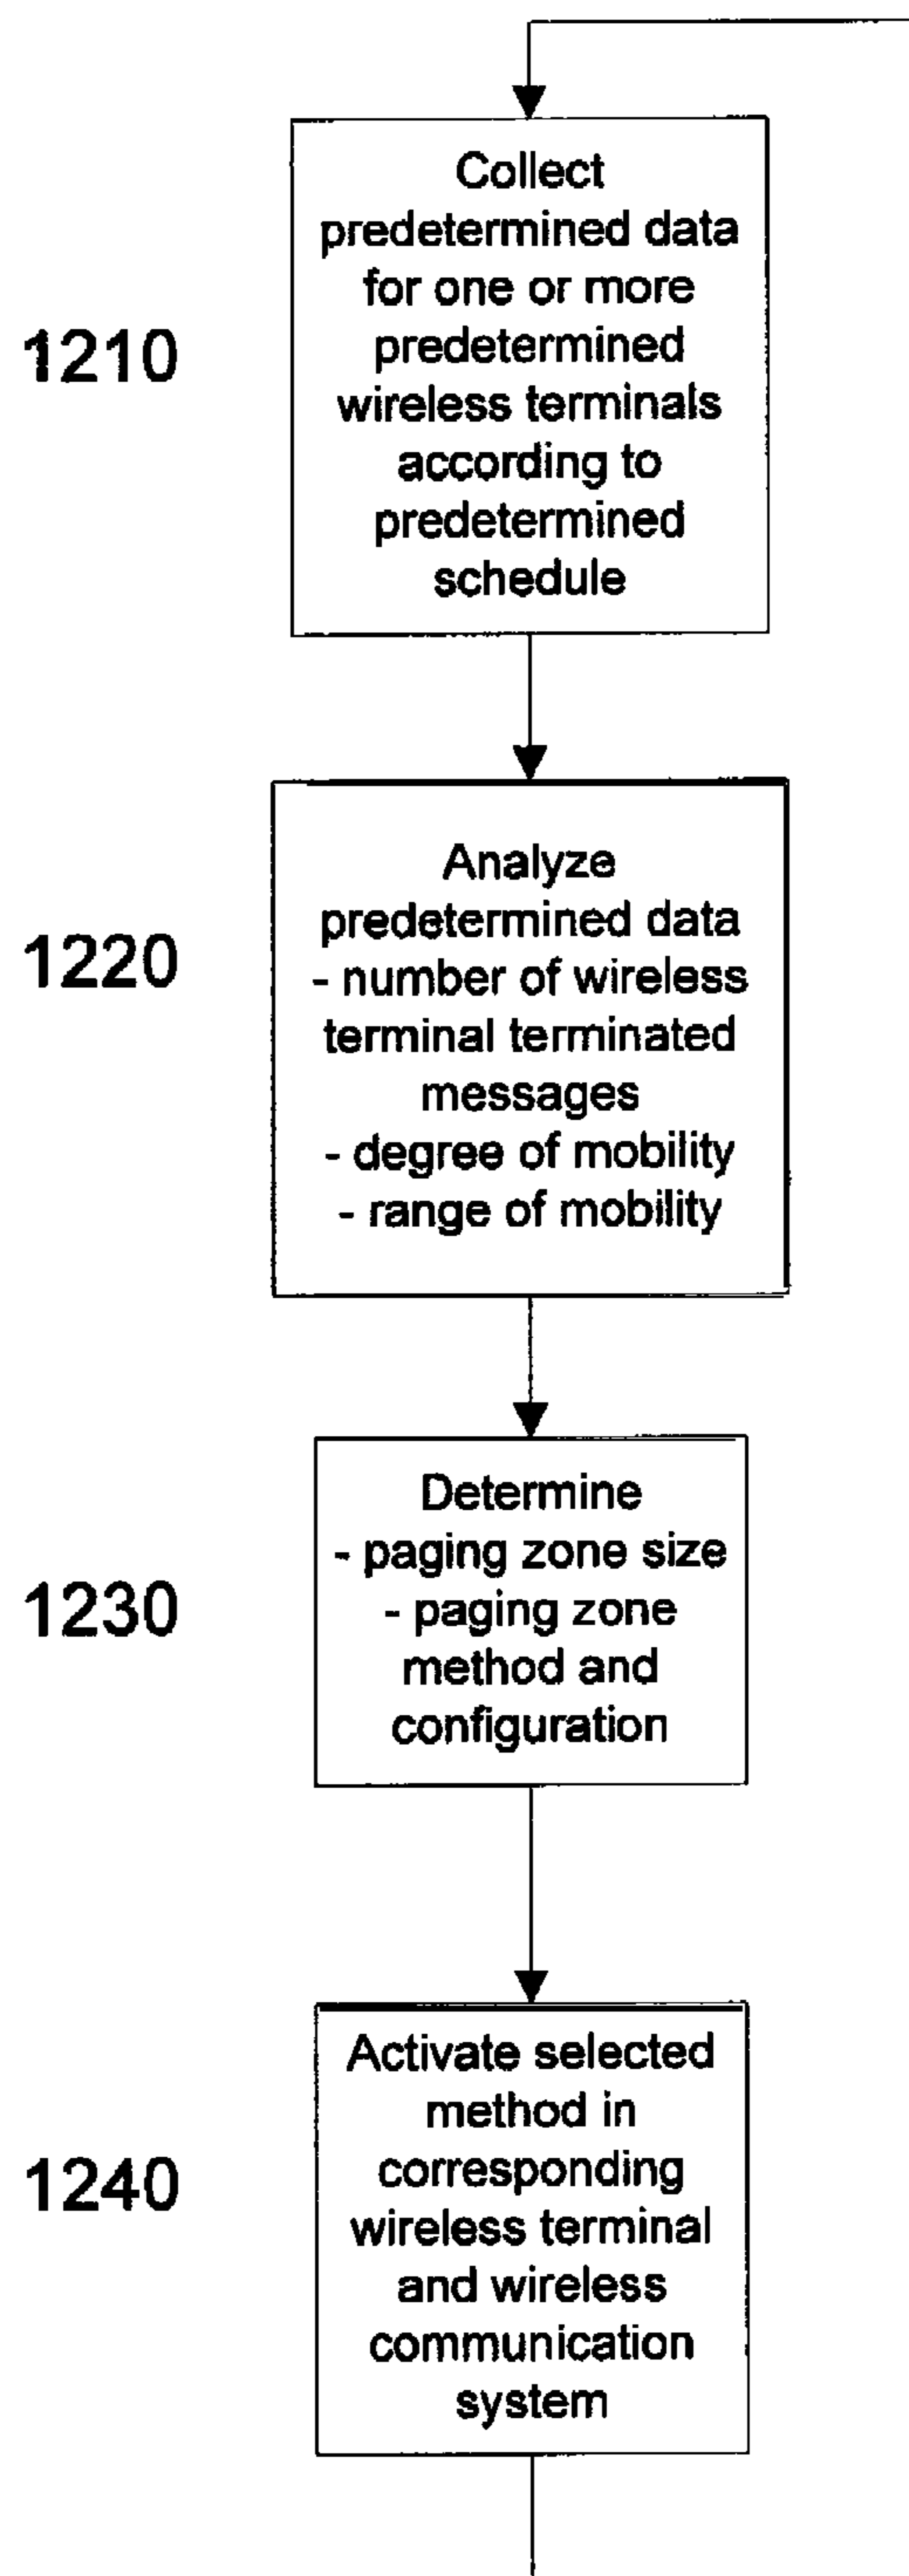 1210
Collect
predetermined data
for one or more
predetermined
wireless terminals
according to
predetermined
schedule
1220
Analyze
predetermined data
- number of wireless
terminal terminated
messages
- degree of mobility
- range of mobility
1230
Determine
- paging zone size
- paging zone
method and
configuration
1240
Activate selected
method in
corresponding
wireless terminal
and wireless
communication
system